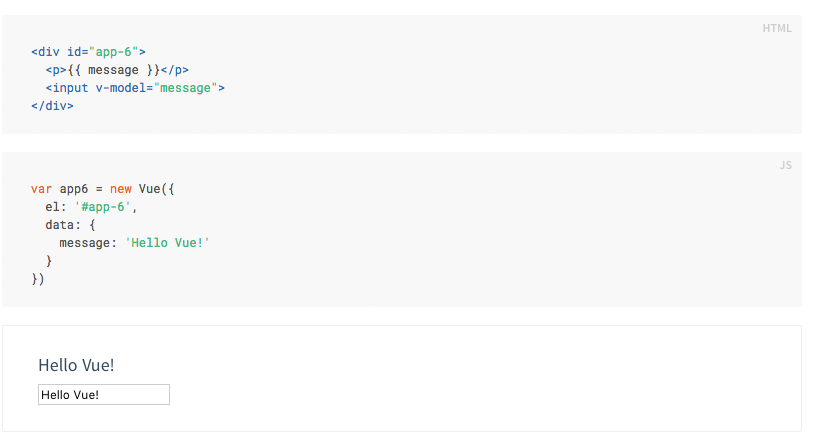 HTML
<div id="app-6">
  <p>{{ message }}</p>
  <input v-model="message">
</div>
JS
var app6 = new Vue({
  el: '#app-6',
  data: {
    message: 'Hello Vue!'
  }
})
Hello Vue!
Hello Vue!